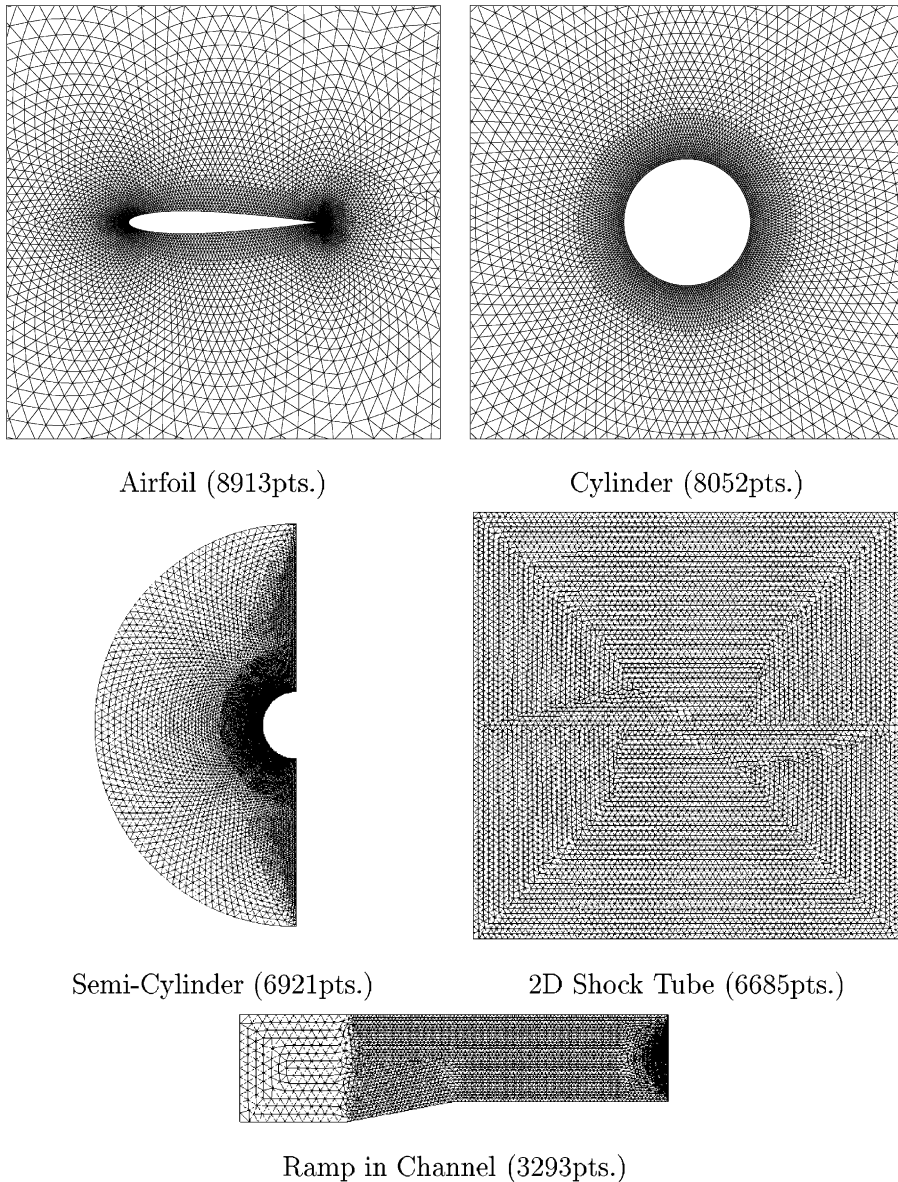 Airfoil (8913pts.)
Cylinder (8052pts.)
Semi-Cylinder (6921pts.)
2D Shock Tube (6685pts.)
Ramp in Channel (3293pts.)